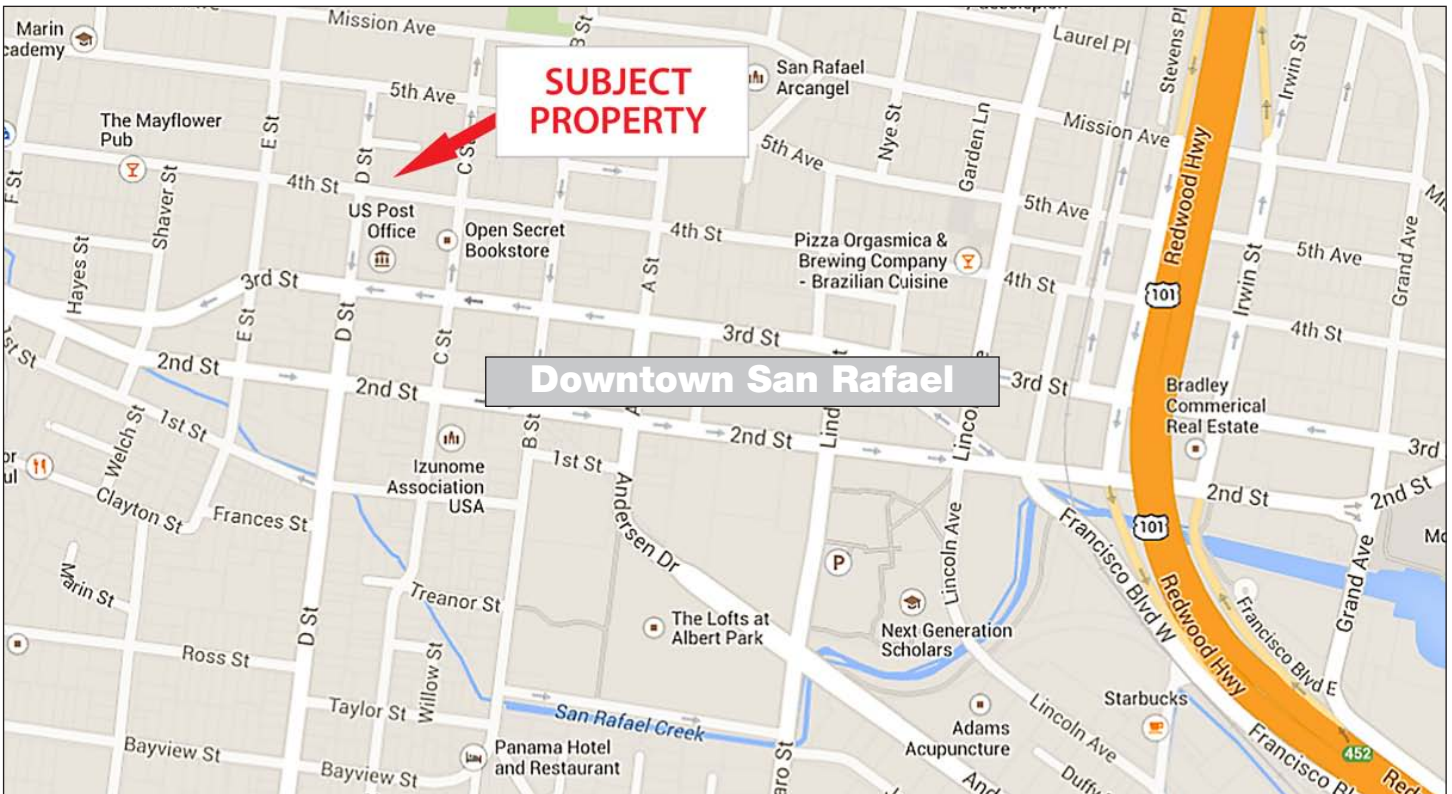 Mission Ave
B St
Marin
cademy
Laurel Pl
Stevens Pl
Irwin St
SUBJECT
PROPERTY
San Rafael
Arcangel
5th Ave
The Mayflower
Pub
E St
D St
C St
F St
Shaver St
4th St
5th Ave
Nye St
Garden Ln
Mission Ave
Redwood Hwy
US Post
Office
Open Secret
Bookstore
4th St
A St
5th Ave
Pizza Orgasmica &
Brewing Company
- Brazilian Cuisine
4th St
5th Ave
Grand Ave
Irwin St
101
Hayes St
3rd St
E St
D St
C St
3rd St
4th St
1st St
2nd St
2nd St
Downtown San Rafael
3rd St
Bradley
Commerical
Real Estate
Welch St
1st St
B St
2nd St
3rd
Izunome
Association
USA
1st St
2nd St
2nd St
Clayton St
Frances St
Andersen Dr
P
Lincoln Ave
Francisco Blvd W
101
Marin St
Treanor St
The Lofts at
Albert Park
Next Generation
Scholars
Redwood Hwy
Francisco Blvd E
Grand Ave
D St
Ross St
Willow St
Taylor St
San Rafael Creek
Lincoln Ave
Starbucks
Adams
Acupuncture
Bayview St
Bayview St
Panama Hotel
and Restaurant
452